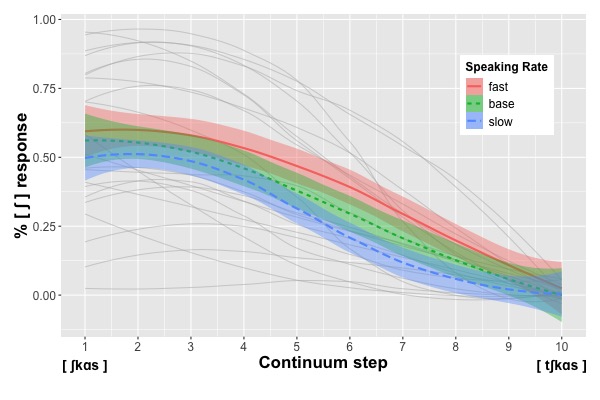 1.00
0.75
0.50
0.25
0.00
% [ ʃ ] response
Speaking Rate
fast
base
slow
1 2 3 4 5 6 7 8 9 10
[ ʃkɑs ] Continuum step [ tʃkɑs ]